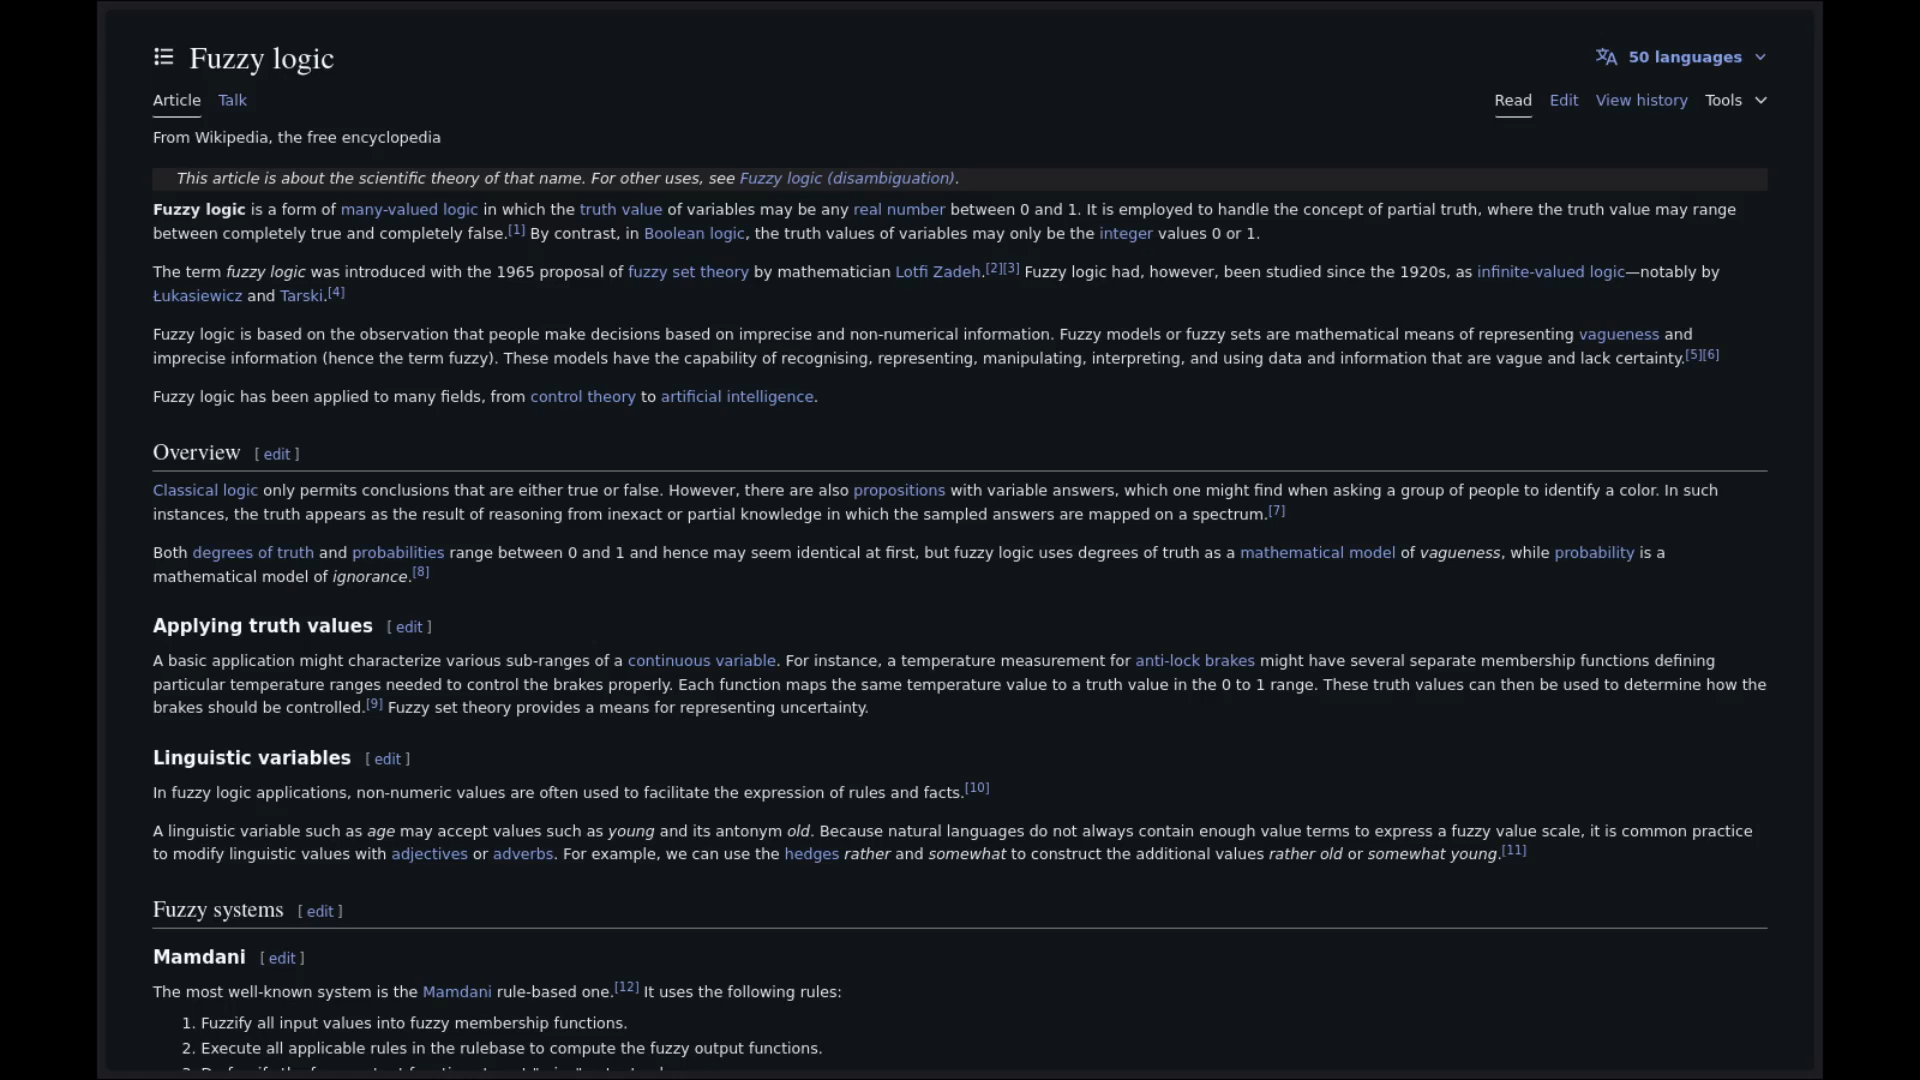 Fuzzy logic
50 languages
Article Talk
Read Edit View history Tools
From Wikipedia, the free encyclopedia
This article is about the scientific theory of that name. For other uses, see Fuzzy logic (disambiguation).
Fuzzy logic is a form of many-valued logic in which the truth value of variables may be any real number between 0 and 1. It is employed to handle the concept of partial truth, where the truth value may range
between completely true and completely false.[1] By contrast, in Boolean logic, the truth values of variables may only be the integer values 0 or 1.
The term fuzzy logic was introduced with the 1965 proposal of fuzzy set theory by mathematician Lotfi Zadeh.[2][3] Fuzzy logic had, however, been studied since the 1920s, as infinite-valued logic—notably by
Łukasiewicz and Tarski.[4]
Fuzzy logic is based on the observation that people make decisions based on imprecise and non-numerical information. Fuzzy models or fuzzy sets are mathematical means of representing vagueness and
imprecise information (hence the term fuzzy). These models have the capability of recognising, representing, manipulating, interpreting, and using data and information that are vague and lack certainty.[5][6]
Fuzzy logic has been applied to many fields, from control theory to artificial intelligence.
Overview [ edit ]
Classical logic only permits conclusions that are either true or false. However, there are also propositions with variable answers, which one might find when asking a group of people to identify a color. In such
instances, the truth appears as the result of reasoning from inexact or partial knowledge in which the sampled answers are mapped on a spectrum.[7]
Both degrees of truth and probabilities range between 0 and 1 and hence may seem identical at first, but fuzzy logic uses degrees of truth as a mathematical model of vagueness, while probability is a
mathematical model of ignorance.[8]
Applying truth values [ edit ]
A basic application might characterize various sub-ranges of a continuous variable. For instance, a temperature measurement for anti-lock brakes might have several separate membership functions defining
particular temperature ranges needed to control the brakes properly. Each function maps the same temperature value to a truth value in the 0 to 1 range. These truth values can then be used to determine how the
brakes should be controlled.[9] Fuzzy set theory provides a means for representing uncertainty.
Linguistic variables [ edit ]
In fuzzy logic applications, non-numeric values are often used to facilitate the expression of rules and facts.[10]
A linguistic variable such as age may accept values such as young and its antonym old. Because natural languages do not always contain enough value terms to express a fuzzy value scale, it is common practice
to modify linguistic values with adjectives or adverbs. For example, we can use the hedges rather and somewhat to construct the additional values rather old or somewhat young.[11]
Fuzzy systems [ edit ]
Mamdani [ edit ]
The most well-known system is the Mamdani rule-based one.[12] It uses the following rules:
1. Fuzzify all input values into fuzzy membership functions.
2. Execute all applicable rules in the rulebase to compute the fuzzy output functions.